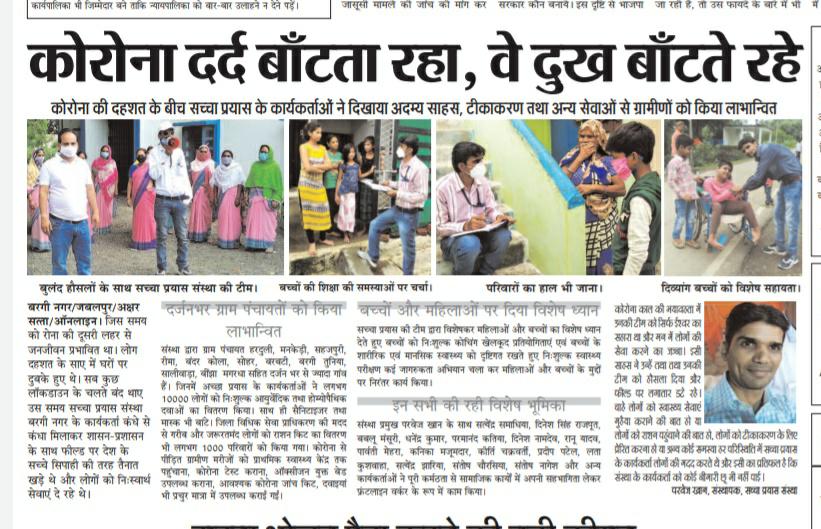 कार्यपालिका भी जिम्मेदार बने ताकि न्यायपालिका को बार-बार उलाहने न देने पड़ें।
जासूसी मामले की जांच की मांग कर
सरकार कौन बनाये। इस दृष्टि से भाजपा
जा रही है, तो उस फायदे के बारे में भी
कोरोना दर्द बाँटता रहा, वे दुख बाँटते रहे
कोरोना की दहशत के बीच सच्चा प्रयास के कार्यकर्ताओं ने दिखाया अदम्य साहस, टीकाकरण तथा अन्य सेवाओं से ग्रामीणों को किया लाभान्वित
बुलंद हौसलों के साथ सच्चा प्रयास संस्था की टीम।
बच्चों की शिक्षा की समस्याओं पर चर्चा।
परिवारों का हाल भी जाना।
दिव्यांग बच्चों को विशेष सहायता।
बरगी नगर/जबलपुर/अक्षर
सत्ता/ऑनलाइन। जिस समय
को रोना की दूसरी लहर से
जनजीवन प्रभावित था। लोग
दहशत के साए में घरों पर
दुबके हुए थे। सब कुछ
लॉकडाउन के चलते बंद थाए
उस समय सच्चा प्रयास संस्था
बरगी नगर के कार्यकर्ता कंधे से
कंधा मिलाकर शासन-प्रशासन
के साथ फील्ड पर देश के
सच्चे सिपाही की तरह तैनात
खड़े थे और लोगों को निःस्वार्थ
सेवाएं दे रहे थे।
दर्जनभर ग्राम पंचायतों को किया
लाभान्वित
संस्था द्वारा ग्राम पंचायत हरदुली, मनकेड़ी, सहजपुरी,
रीमा, बंदर कोला, सोहर, बरबटी, बरगी तुनिया,
सालीवाड़ा, बींझा मगरधा सहित दर्जन भर से ज्यादा गांव
हैं। जिनमें अच्छा प्रयास के कार्यकर्ताओं ने लगभग
10000 लोगों को निःशुल्क आयुर्वेदिक तथा होम्योपैथिक
दवाओं का वितरण किया। साथ ही सैनिटाइजर तथा
मास्क भी बांटे। जिला विधिक सेवा प्राधिकरण की मदद
से गरीब और जरूरतमंदों लोगों को राशन किट का वितरण
भी लगभग 1000 परिवारों को किया गया। कोरोना से
पीड़ित ग्रामीण मरीजों को प्राथमिक स्वास्थ्य केंद्र तक
पहुंचाना, कोरोना टेस्ट कराना, ऑक्सीजन युक्त बेड
उपलब्ध कराना, आवश्यक कोरोना जांच किट, दवाइयां
भी प्रचुर मात्रा में उपलब्ध कराई गई।
बच्चों और महिलाओं पर दिया विशेष ध्यान
सच्चा प्रयास की टीम द्वारा विशेषकर महिलाओं और बच्चों का विशेष ध्यान
देते हुए बच्चों को निःशुल्क कोचिंग खेलकूद प्रतियोगिताएं एवं बच्चों के
शारीरिक एवं मानसिक स्वास्थ्य को दृष्टिगत रखते हुए निःशुल्क स्वास्थ्य
परीक्षण कई जागरुकता अभियान चला कर महिलाओं और बच्चों के मुद्दों
पर निरंतर कार्य किया।
इन सभी की रही विशेष भूमिका
संस्था प्रमुख परवेज खान के साथ सत्येंद्र समाधिया, दिनेश सिंह राजपूत,
बबलू मंसूरी, धनेंद्र कुमार, परमानंद कतिया, दिनेश नामदेव, रानू यादव,
पार्वती मेहरा, कनिका मजूमदार, कीर्ति चक्रवर्ती, प्रदीप पटेल, लता
कुशवाहा, सत्येंद्र झारिया, संतोष चौरसिया, संतोष नागेश और अन्य
कार्यकर्ताओं ने पूरी कर्मठता से सामाजिक कार्यों में अपनी सहभागिता लेकर
फ्रंटलाइन वर्कर के रूप में काम किया।
कोरोना काल की भयावहता में
उनकी टीम को सिर्फ ईश्वर का
सहारा था और मन में लोगों की
सेवा करने का जज्बा। इसी
साहस ने उन्हें तथा उनकी
टीम को हौसला दिया और
फील्ड पर लगातार डटे रहे।
चाहे लोगों को स्वास्थ्य सेवाएं
मुहैया कराने की बात हो या
लोगों को राशन पहुंचाने की बात हो, लोगों को टीकाकरण के लिए
प्रेरित करना हो या अन्य कोई समस्या हर परिस्थिति में सच्चा प्रयास
के कार्यकर्ता लोगों की मदद करते थे और इसी का प्रतिफल है कि
संस्था के कार्यकर्ता को कोई बीमारी छू भी नहीं पाई।
परवेज खान, संस्थापक, सच्चा प्रयास संस्था